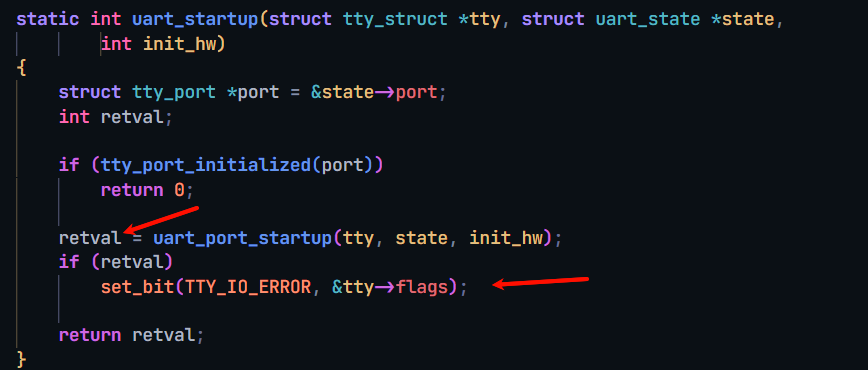 static int uart_startup(struct tty_struct *tty, struct uart_state *state,
        int init_hw)
{
    struct tty_port *port = &state->port;
    int retval;

    if (tty_port_initialized(port))
        return 0;

    retval = uart_port_startup(tty, state, init_hw);
    if (retval)
        set_bit(TTY_IO_ERROR, &tty->flags);

    return retval;
}